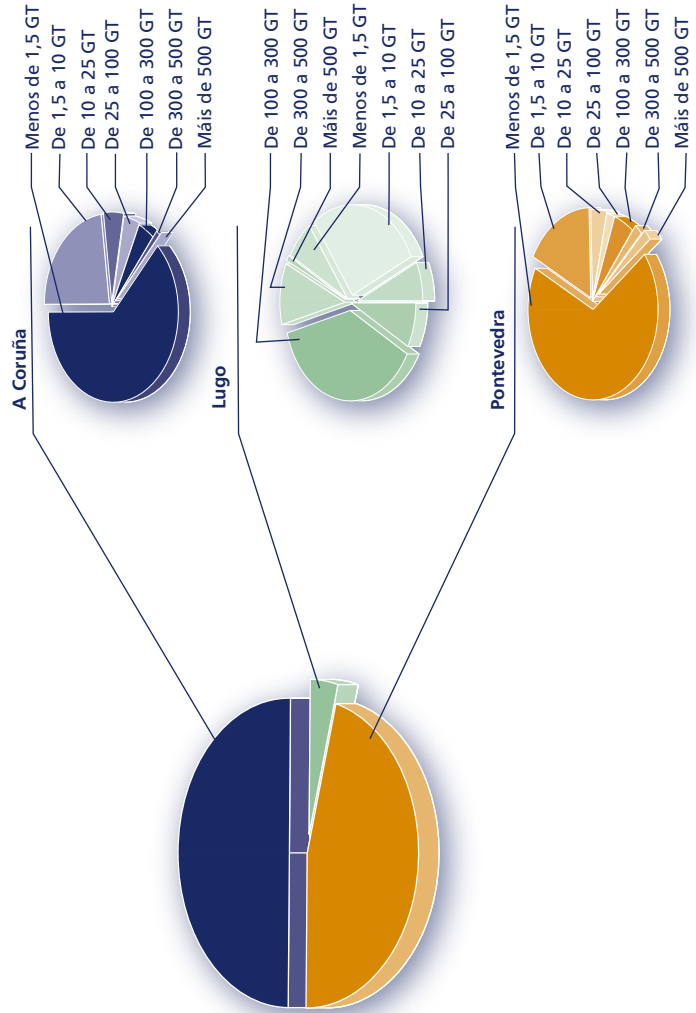 A Coruña
Menos de 1,5 GT
De 1,5 a 10 GT
De 10 a 25 GT
De 25 a 100 GT
De 100 a 300 GT
De 300 a 500 GT
Máis de 500 GT
Lugo
De 100 a 300 GT
De 300 a 500 GT
Máis de 500 GT
Menos de 1,5 GT
De 1,5 a 10 GT
De 10 a 25 GT
De 25 a 100 GT
Pontevedra
Menos de 1,5 GT
De 1,5 a 10 GT
De 10 a 25 GT
De 25 a 100 GT
De 100 a 300 GT
De 300 a 500 GT
Máis de 500 GT